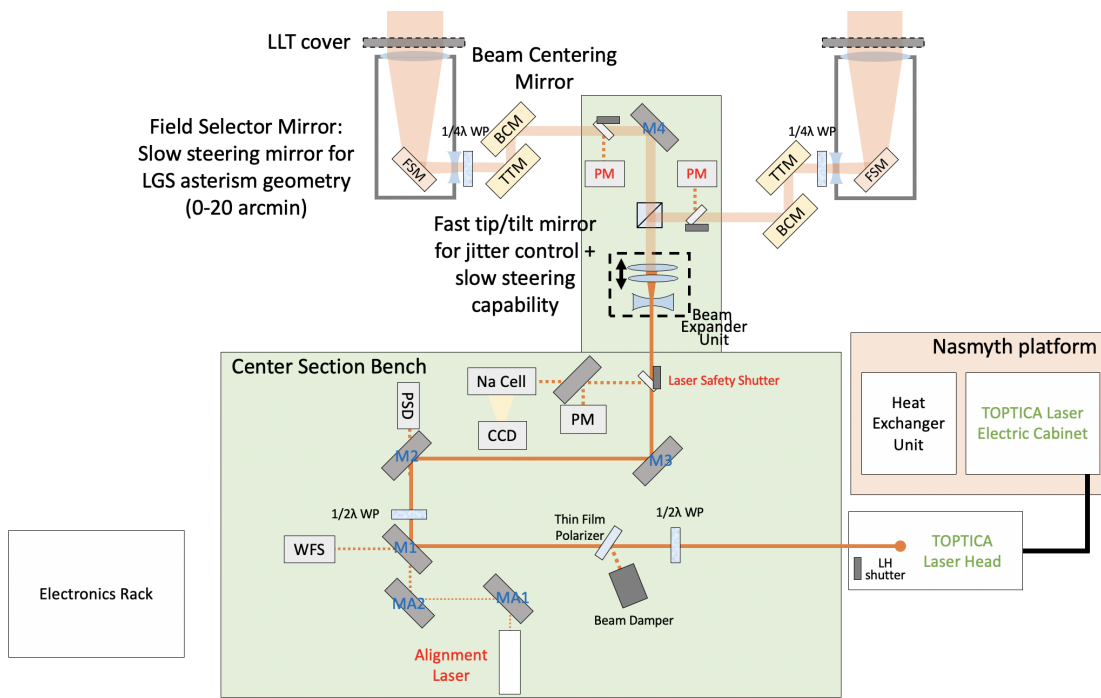 LLT cover
Beam Centering
Mirror
Field Selector Mirror:
Slow steering mirror for
LGS asterism geometry
(0-20 arcmin)
1/4λ WP
BCM
TTM
FSM
M4
PM
PM
1/4λ WP
TTM
BCM
FSM
Fast tip/tilt mirror
for jitter control +
slow steering
capability
Beam
Expander
Unit
Center Section Bench
Nasmyth platform
Heat
Exchanger
Unit
TOPTICA Laser
Electric Cabinet
PSD
Na Cell
CCD
PM
Laser Safety Shutter
M2
M3
1/2λ WP
Thin Film
Polarizer
1/2λ WP
WFS
M1
MA2
MA1
Beam Damper
LH
shutter
TOPTICA
Laser Head
Electronics Rack
Alignment
Laser